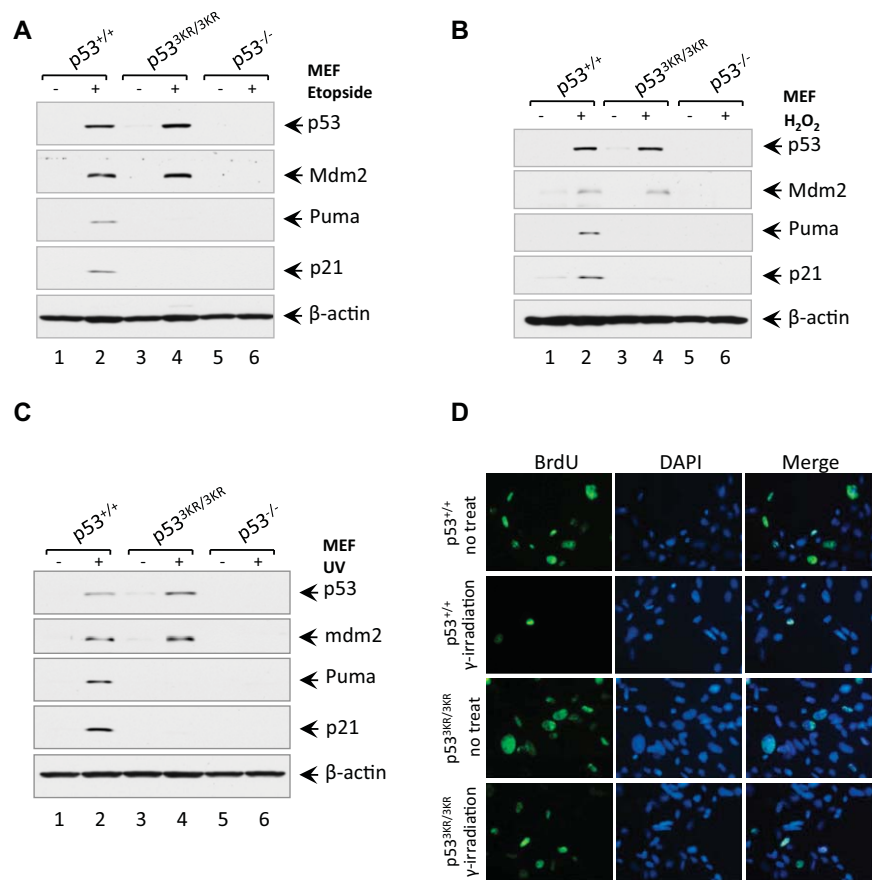 A
p53+/+ p533KR/3KR p53-/-
MEF
- + - + - + Etopside
p53
Mdm2
Puma
p21
β-actin
1 2 3 4 5 6
B
p53+/+ p533KR/3KR p53-/-
MEF
- + - + - + H2O2
p53
Mdm2
Puma
p21
β-actin
1 2 3 4 5 6
C
p53+/+ p533KR/3KR p53-/-
MEF
- + - + - + UV
p53
mdm2
Puma
p21
β-actin
1 2 3 4 5 6
D
BrdU DAPI Merge
p53+/+
no treat
p53+/+
γ-irradiation
p533KR/3KR
no treat
p533KR/3KR
γ-irradiation